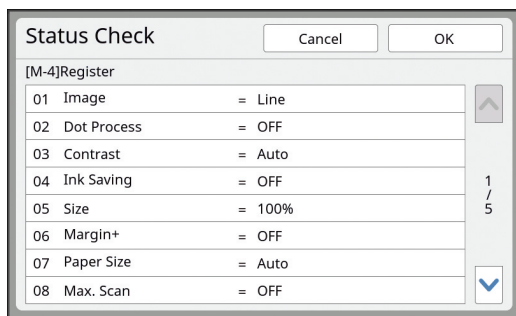 Status Check
Cancel
OK
[M-4]Register
01 Image = Line
02 Dot Process = OFF
03 Contrast = Auto
04 Ink Saving = OFF
05 Size = 100%
06 Margin+ = OFF
07 Paper Size = Auto
08 Max. Scan = OFF
1
/
5